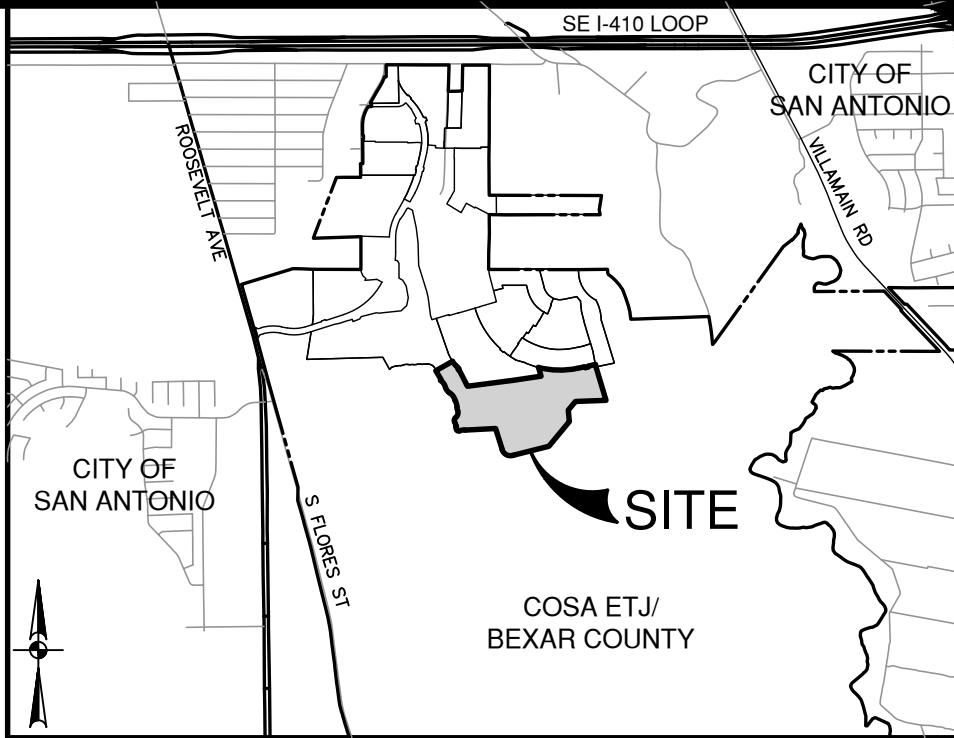 SE I-410 LOOP
CITY OF
SAN ANTONIO
ROOSEVELT AVE
VILLAMAIN RD
CITY OF
SAN ANTONIO
S FLORES ST
SITE
COSA ETJ/
BEXAR COUNTY